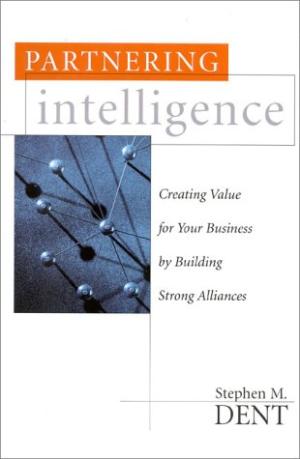 PARTNERING
intelligence
Creating Value
for Your Business
by Building
Strong Alliances
Stephen M.
DENT